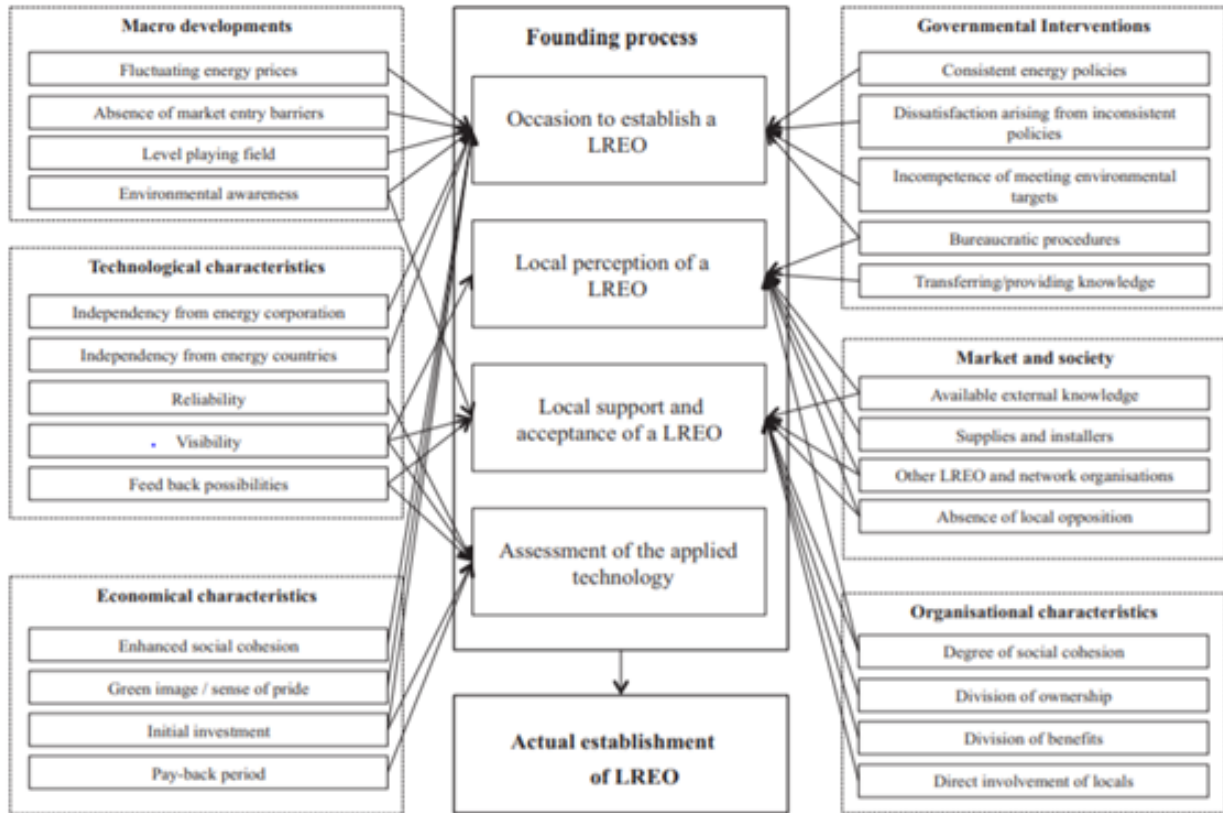 Macro developments
Fluctuating energy prices
Absence of market entry barriers
Level playing field
Environmental awareness
Technological characteristics
Independency from energy corporation
Independency from energy countries
Reliability
Visibility
Feed back possibilities
Economical characteristics
Enhanced social cohesion
Green image / sense of pride
Initial investment
Pay-back period
Founding process
Occasion to establish a
LREO
Local perception of a
LREO
Local support and
acceptance of a LREO
Assessment of the applied
technology
Actual establishment
of LREO
Governmental Interventions
Consistent energy policies
Dissatisfaction arising from inconsistent
policies
Incompetence of meeting environmental
targets
Bureaucratic procedures
Transferring/providing knowledge
Market and society
Available external knowledge
Supplies and installers
Other LREO and network organisations
Absence of local opposition
Organisational characteristics
Degree of social cohesion
Division of ownership
Division of benefits
Direct involvement of locals